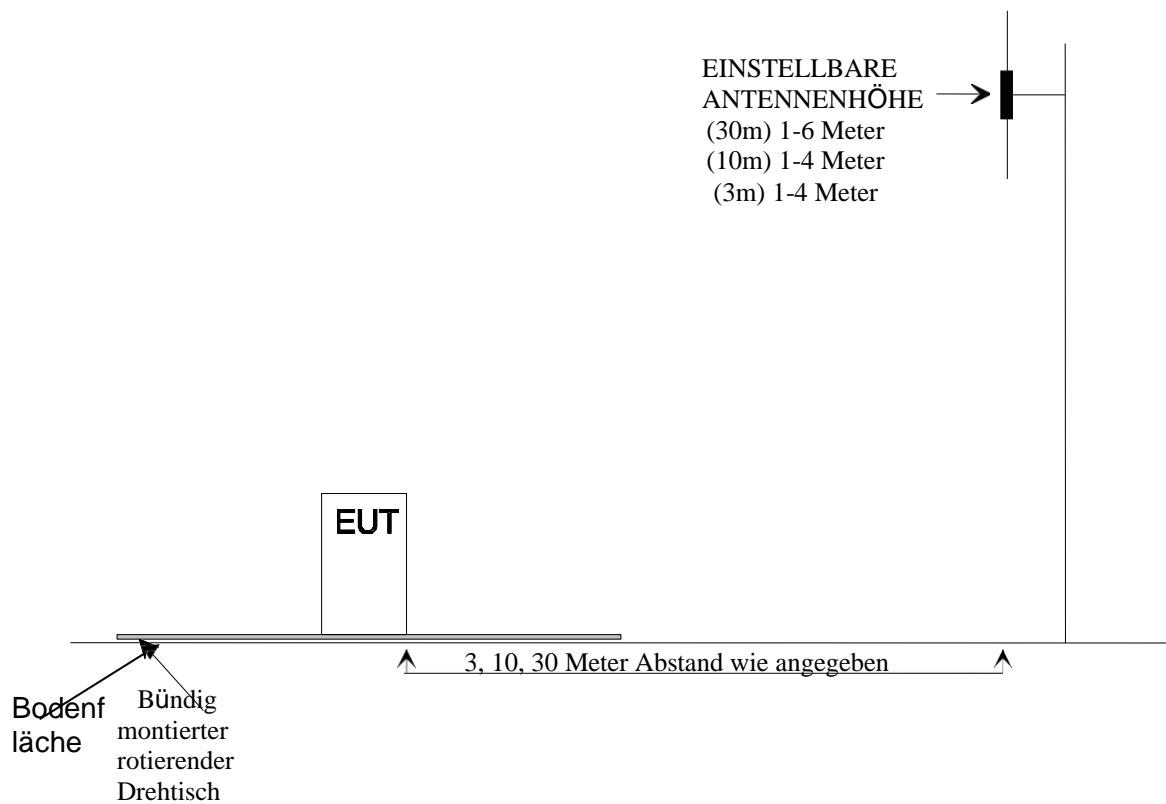 EINSTELLBARE
ANTENNENHÖHE
(30m) 1-6 Meter
(10m) 1-4 Meter
(3m) 1-4 Meter
EUT
3, 10, 30 Meter Abstand wie angegeben
Bodenf
läche
Bündig
montierter
rotierender
Drehtisch